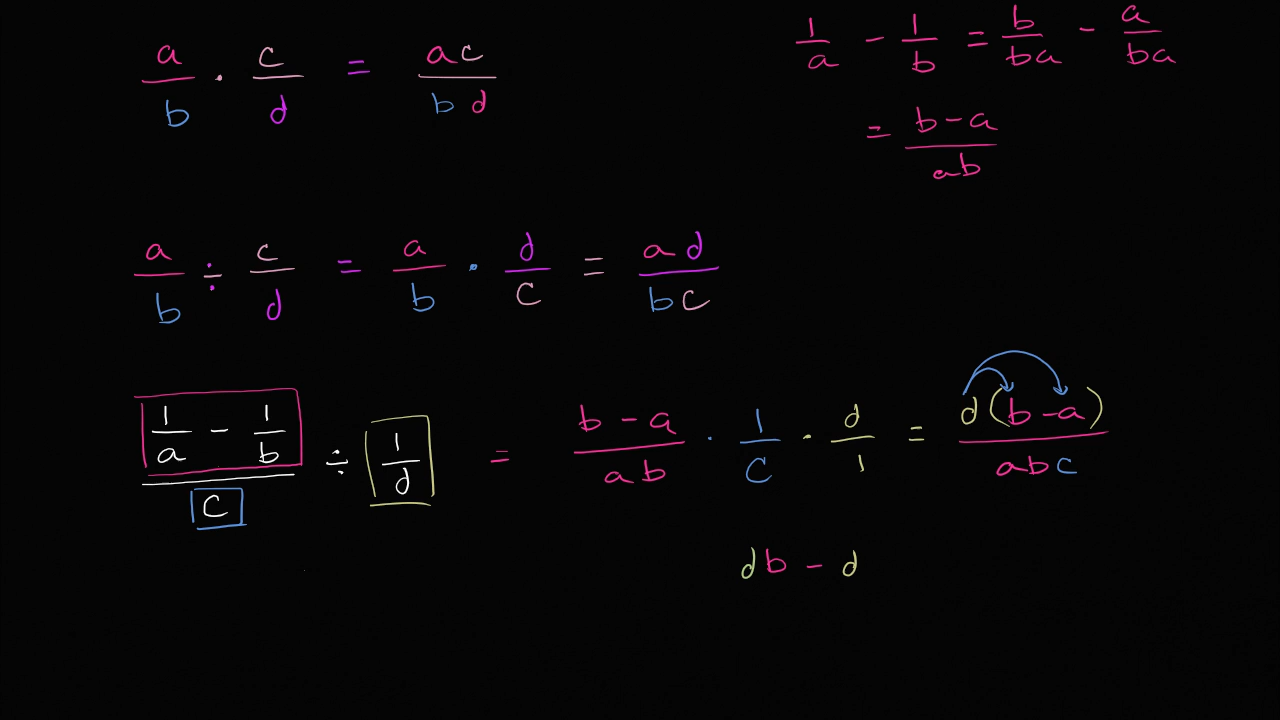 a/b · c/d = ac/bd
1/a - 1/b = b/ba - a/ba
= b-a/ab
a/b ÷ c/d = a/b · d/c = ad/bc
(1/a - 1/b)/c ÷ 1/d = b-a/ab · 1/c · d/1 = d(b-a)/abc
db - d